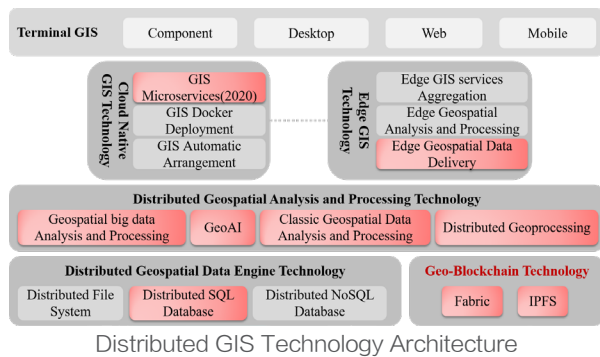 Terminal GIS
Component
Desktop
Web
Mobile
Cloud Native
GIS Technology
GIS
Microservices(2020)
GIS Docker
Deployment
GIS Automatic
Arrangement
Edge GIS
Technology
Edge GIS services
Aggregation
Edge Geospatial
Analysis and Processing
Edge Geospatial Data
Delivery
Distributed Geospatial Analysis and Processing Technology
Geospatial big data
Analysis and Processing
GeoAI
Classic Geospatial Data
Analysis and Processing
Distributed Geoprocessing
Distributed Geospatial Data Engine Technology
Distributed File
System
Distributed SQL
Database
Distributed NoSQL
Database
Geo-Blockchain Technology
Fabric
IPFS
Distributed GIS Technology Architecture